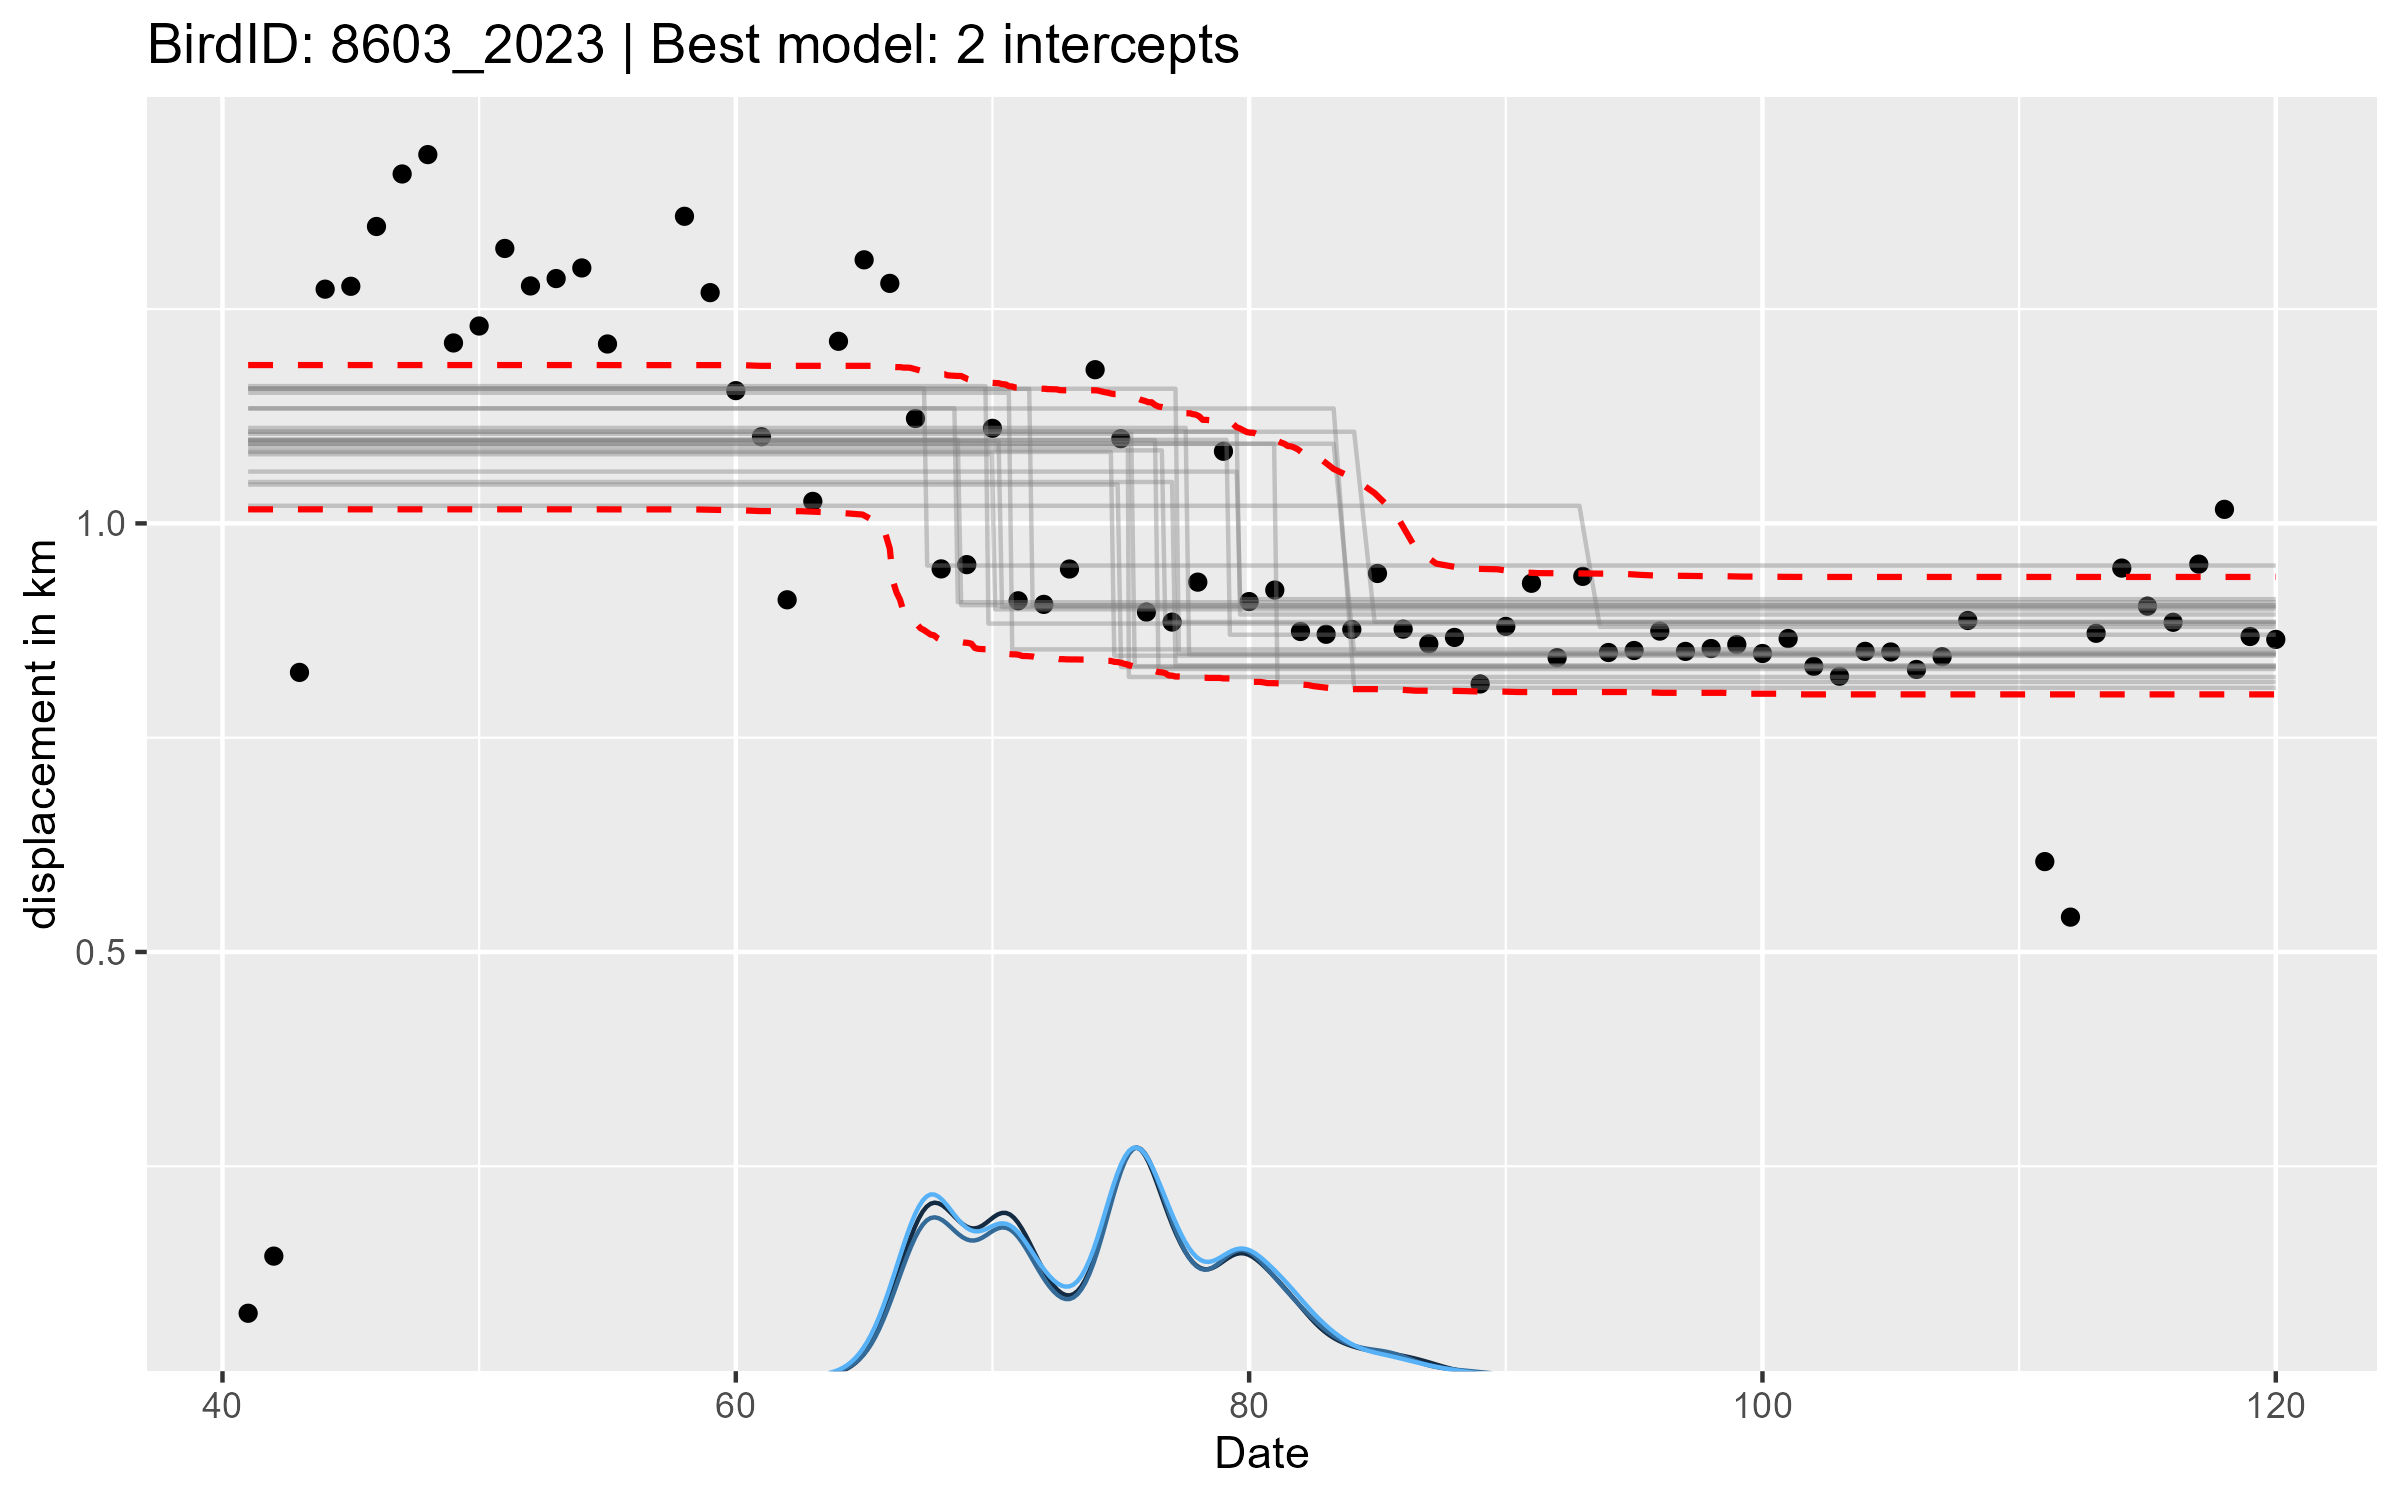 BirdID: 8603_2023 | Best model: 2 intercepts
displacement in km
1.0
0.5
40 60 80 100 120
Date